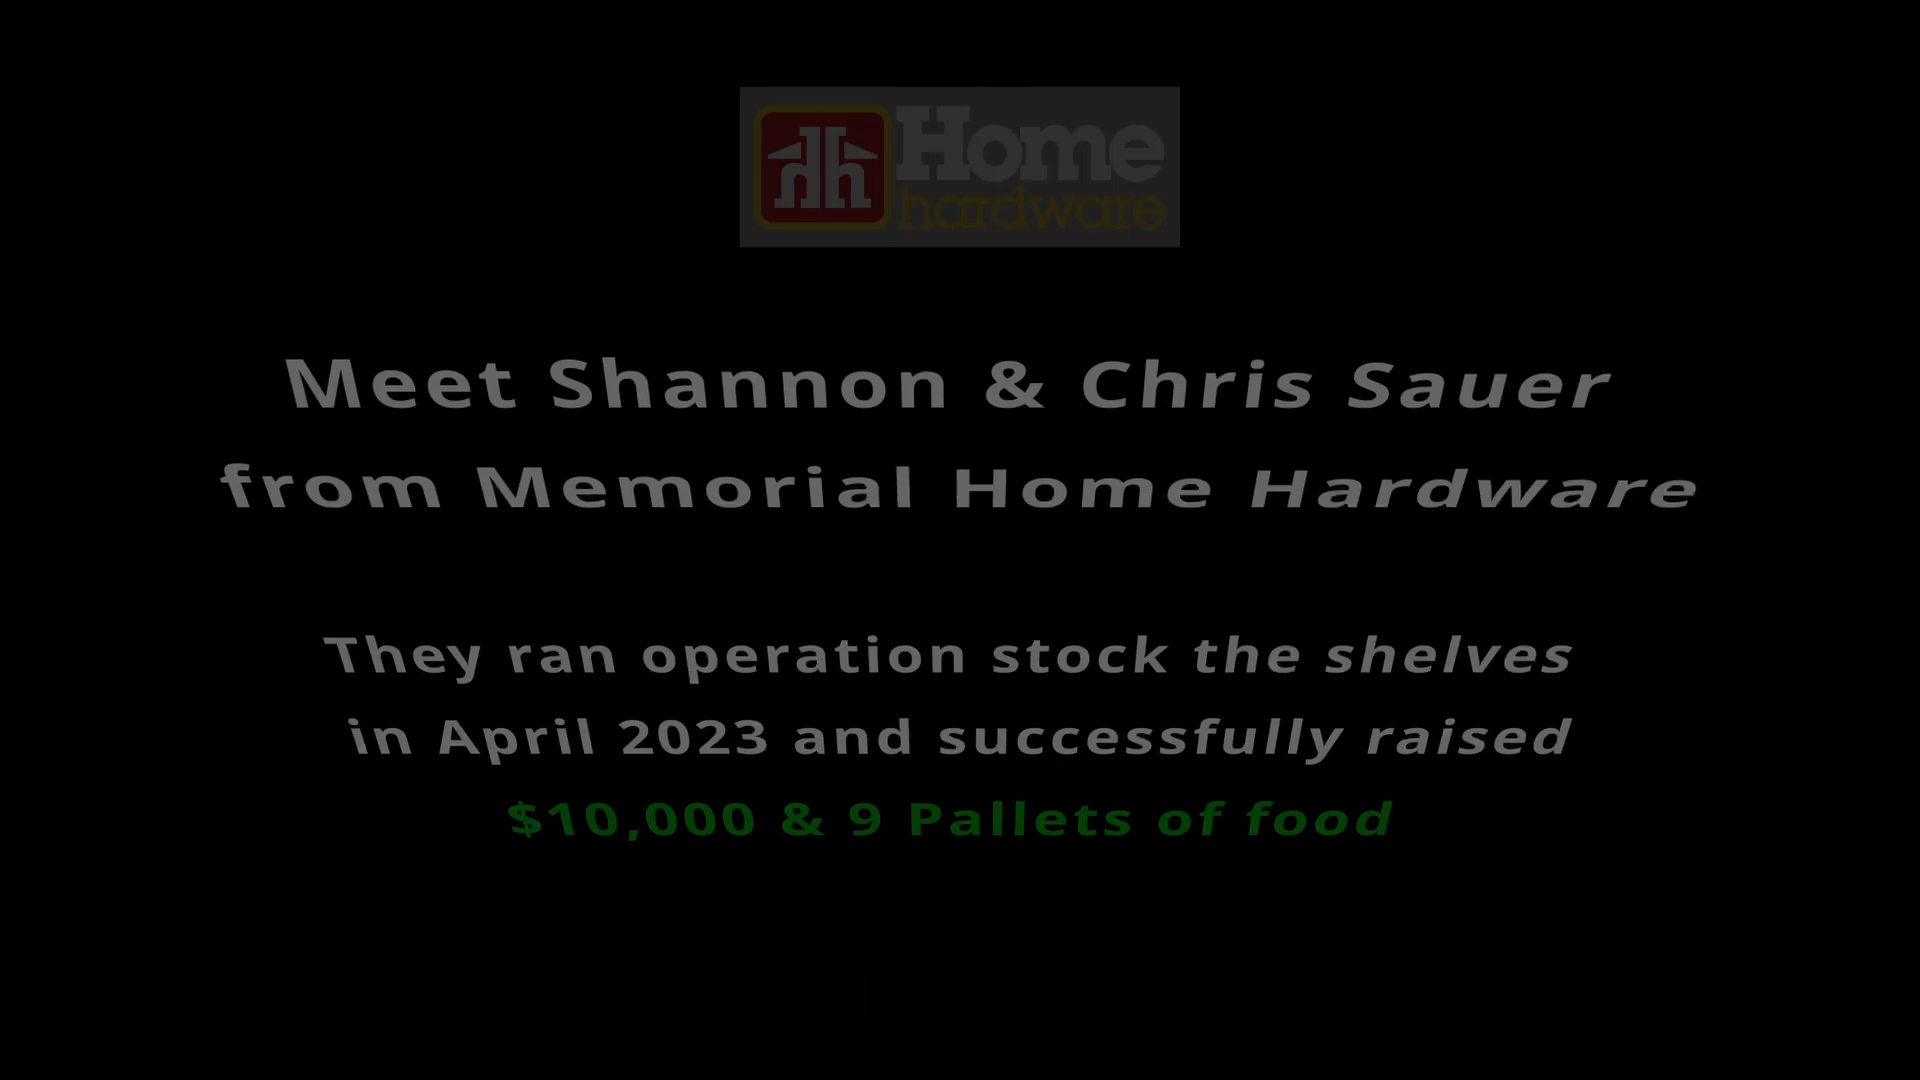 Home
hardware
Meet Shannon & Chris Sauer
from Memorial Home Hardware
They ran operation stock the shelves
in April 2023 and successfully raised
$10,000 & 9 Pallets of food